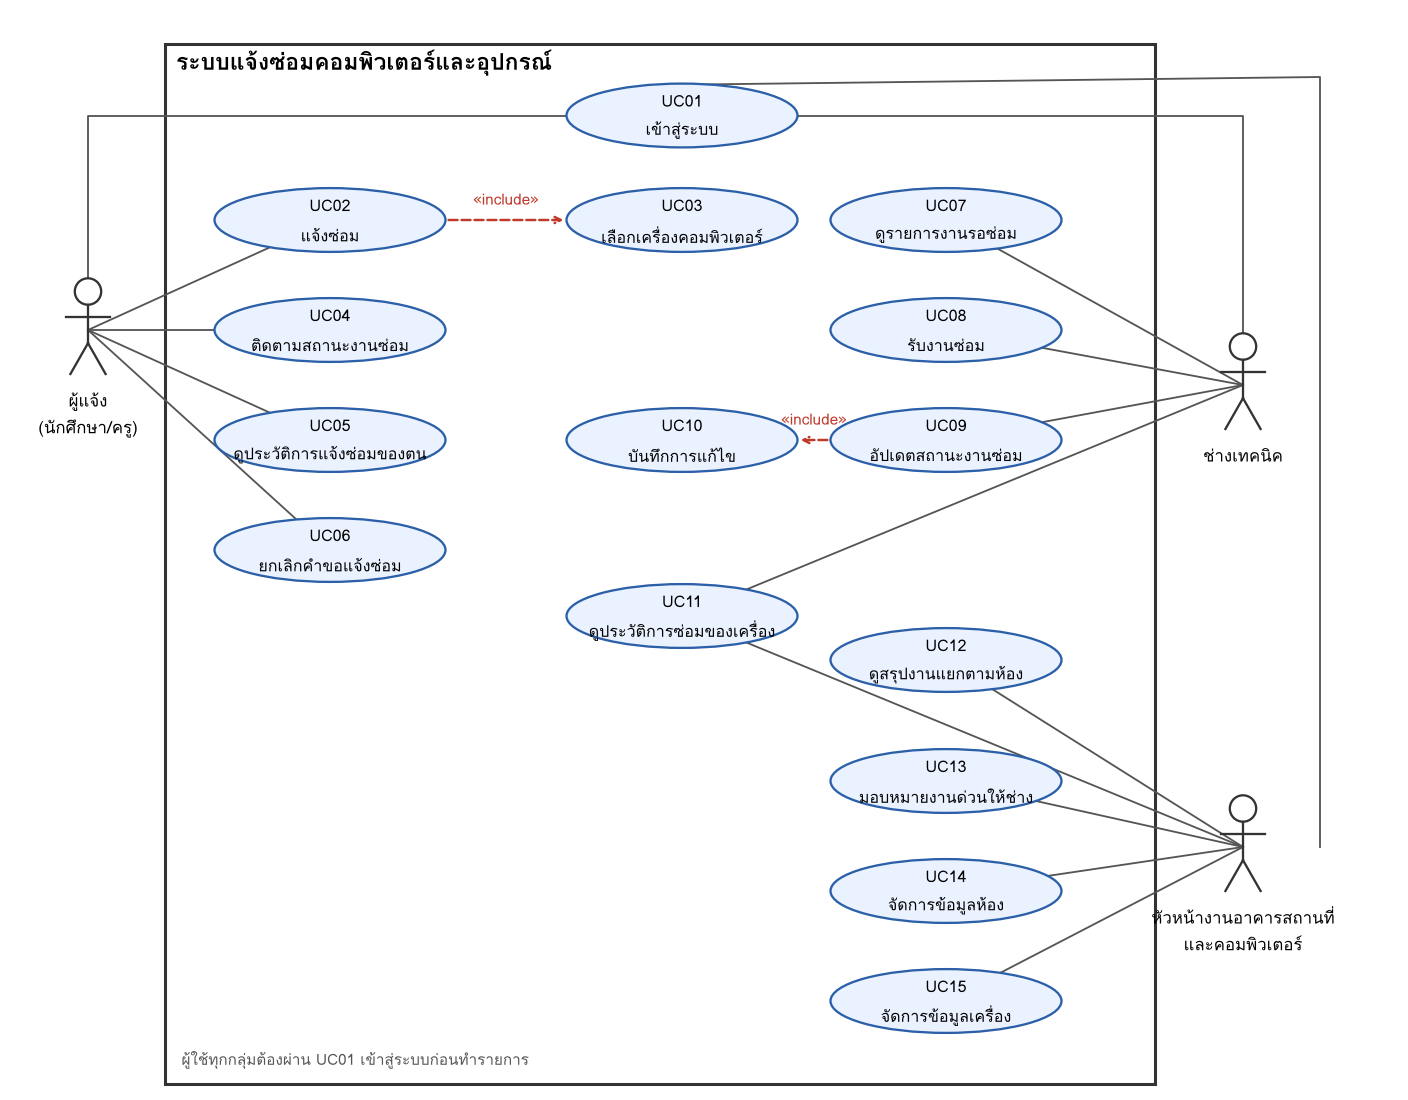 ระบบแจ้งซ่อมคอมพิวเตอร์และอุปกรณ์
UC01
เข้าสู่ระบบ
UC02
แจ้งซ่อม
«include»
UC03
เลือกเครื่องคอมพิวเตอร์
UC07
ดูรายการงานรอซ่อม
UC04
ติดตามสถานะงานซ่อม
UC08
รับงานซ่อม
ผู้แจ้ง
(นักศึกษา/ครู)
UC05
ดูประวัติการแจ้งซ่อมของตน
UC10
บันทึกการแก้ไข
«include»
UC09
อัปเดตสถานะงานซ่อม
ช่างเทคนิค
UC06
ยกเลิกคำขอแจ้งซ่อม
UC11
ดูประวัติการซ่อมของเครื่อง
UC12
ดูสรุปงานแยกตามห้อง
UC13
มอบหมายงานด่วนให้ช่าง
UC14
จัดการข้อมูลห้อง
หัวหน้างานอาคารสถานที่
และคอมพิวเตอร์
UC15
จัดการข้อมูลเครื่อง
ผู้ใช้ทุกกลุ่มต้องผ่าน UC01 เข้าสู่ระบบก่อนทำรายการ